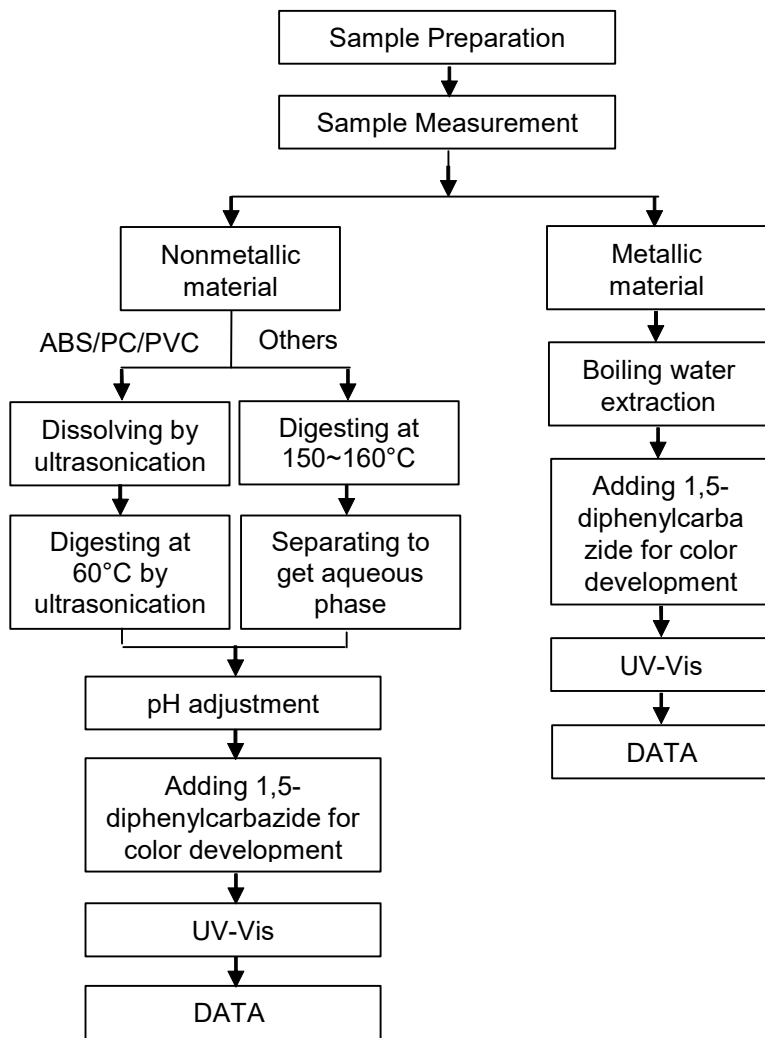 Sample Preparation
Sample Measurement
Nonmetallic
material
ABS/PC/PVC
Others
Dissolving by
ultrasonication
Digesting at
150~160°C
Digesting at
60°C by
ultrasonication
Separating to
get aqueous
phase
pH adjustment
Adding 1,5-
diphenylcarbazide for
color development
UV-Vis
DATA
Metallic
material
Boiling water
extraction
Adding 1,5-
diphenylcarba
zide for color
development
UV-Vis
DATA